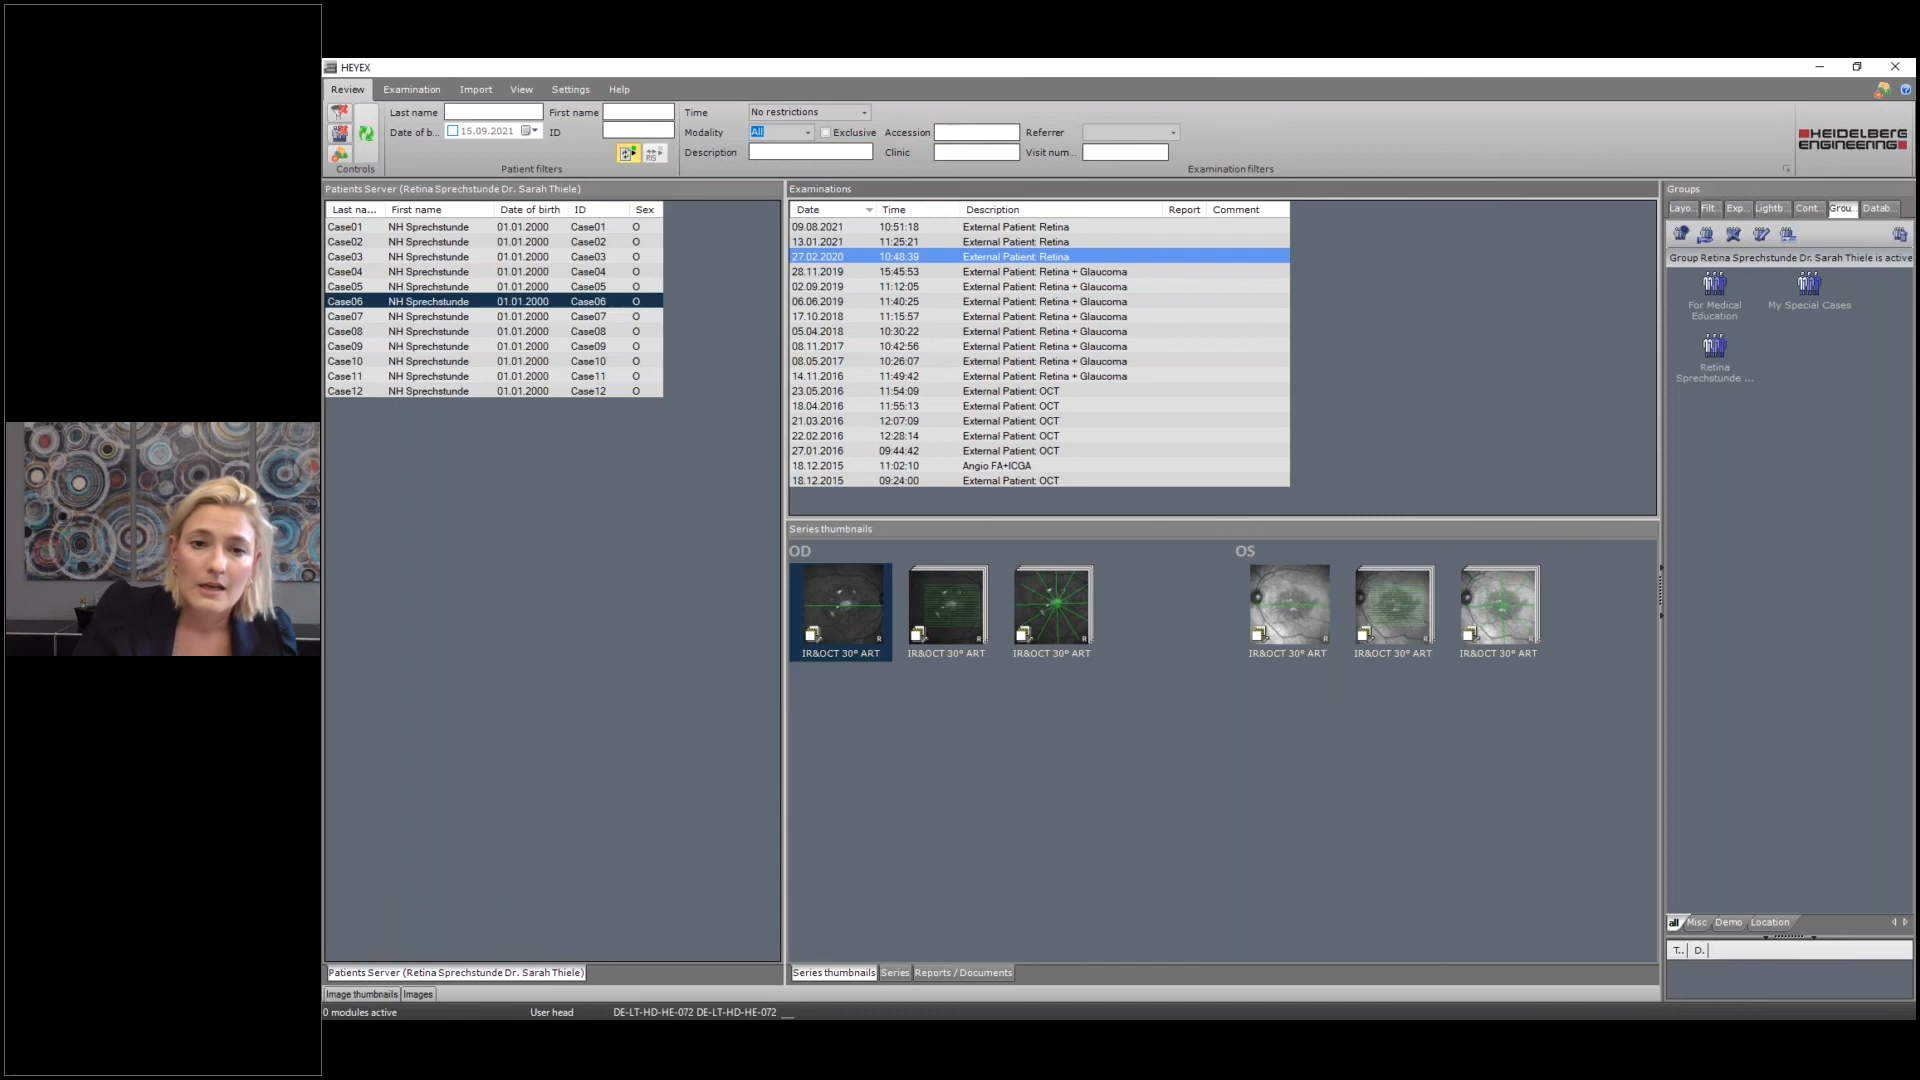 HEYEX
Review Examination Import View Settings Help
Last name First name Time No restrictions
Date of b... 15.09.2021 ID Modality All Exclusive Accession Referrer
Description Clinic Visit num...
Controls Patient filters Examination filters
HEIDELBERG
ENGINEERING
Patients Server (Retina Sprechstunde Dr. Sarah Thiele)
Last na... First name Date of birth ID Sex
Case01 NH Sprechstunde 01.01.2000 Case01 O
Case02 NH Sprechstunde 01.01.2000 Case02 O
Case03 NH Sprechstunde 01.01.2000 Case03 O
Case04 NH Sprechstunde 01.01.2000 Case04 O
Case05 NH Sprechstunde 01.01.2000 Case05 O
Case06 NH Sprechstunde 01.01.2000 Case06 O
Case07 NH Sprechstunde 01.01.2000 Case07 O
Case08 NH Sprechstunde 01.01.2000 Case08 O
Case09 NH Sprechstunde 01.01.2000 Case09 O
Case10 NH Sprechstunde 01.01.2000 Case10 O
Case11 NH Sprechstunde 01.01.2000 Case11 O
Case12 NH Sprechstunde 01.01.2000 Case12 O
Patients Server (Retina Sprechstunde Dr. Sarah Thiele)
Examinations
Date Time Description Report Comment
09.08.2021 10:51:18 External Patient: Retina
13.01.2021 11:25:21 External Patient: Retina
27.02.2020 10:48:39 External Patient: Retina
28.11.2019 15:45:53 External Patient: Retina + Glaucoma
02.09.2019 11:12:05 External Patient: Retina + Glaucoma
06.06.2019 11:40:25 External Patient: Retina + Glaucoma
17.10.2018 11:15:57 External Patient: Retina + Glaucoma
05.04.2018 10:30:22 External Patient: Retina + Glaucoma
08.11.2017 10:42:56 External Patient: Retina + Glaucoma
08.05.2017 10:26:07 External Patient: Retina + Glaucoma
14.11.2016 11:49:42 External Patient: Retina + Glaucoma
23.05.2016 11:54:09 External Patient: OCT
18.04.2016 11:55:13 External Patient: OCT
21.03.2016 12:07:09 External Patient: OCT
22.02.2016 12:28:14 External Patient: OCT
27.01.2016 09:44:42 External Patient: OCT
18.12.2015 11:02:10 Angio FA+ICGA
18.12.2015 09:24:00 External Patient: OCT
Series thumbnails
OD OS
R R R R R R
IR&OCT 30° ART IR&OCT 30° ART IR&OCT 30° ART IR&OCT 30° ART IR&OCT 30° ART IR&OCT 30° ART
Series thumbnails Series Reports / Documents
Groups
Layo... Filt... Exp... Lightb... Cont... Grou... Datab...
Group Retina Sprechstunde Dr. Sarah Thiele is active
For Medical
Education
My Special Cases
Retina
Sprechstunde ...
all Misc Demo Location
T.. D.
Image thumbnails Images
0 modules active User head DE-LT-HD-HE-072 DE-LT-HD-HE-072